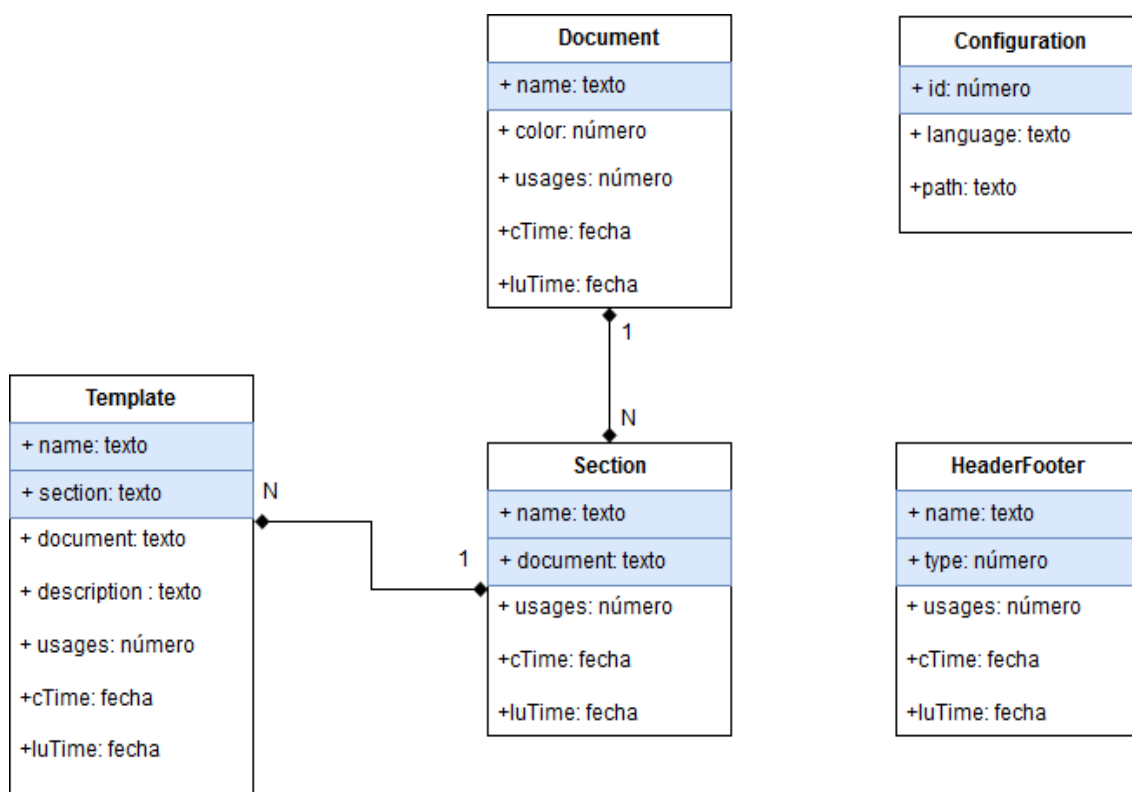 Document
+ name: texto
+ color: número
+ usages: número
+cTime: fecha
+luTime: fecha
1
N
Configuration
+ id: número
+ language: texto
+path: texto
Template
+ name: texto
+ section: texto
+ document: texto
+ description : texto
+ usages: número
+cTime: fecha
+luTime: fecha
N
1
Section
+ name: texto
+ document: texto
+ usages: número
+cTime: fecha
+luTime: fecha
HeaderFooter
+ name: texto
+ type: número
+ usages: número
+cTime: fecha
+luTime: fecha